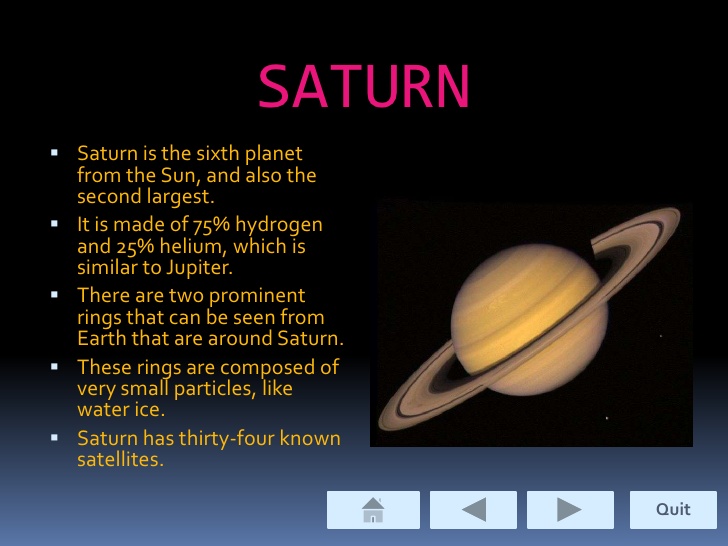 SATURN
▪ Saturn is the sixth planet
from the Sun, and also the
second largest.
▪ It is made of 75% hydrogen
and 25% helium, which is
similar to Jupiter.
▪ There are two prominent
rings that can be seen from
Earth that are around Saturn.
▪ These rings are composed of
very small particles, like
water ice.
▪ Saturn has thirty-four known
satellites.
Quit